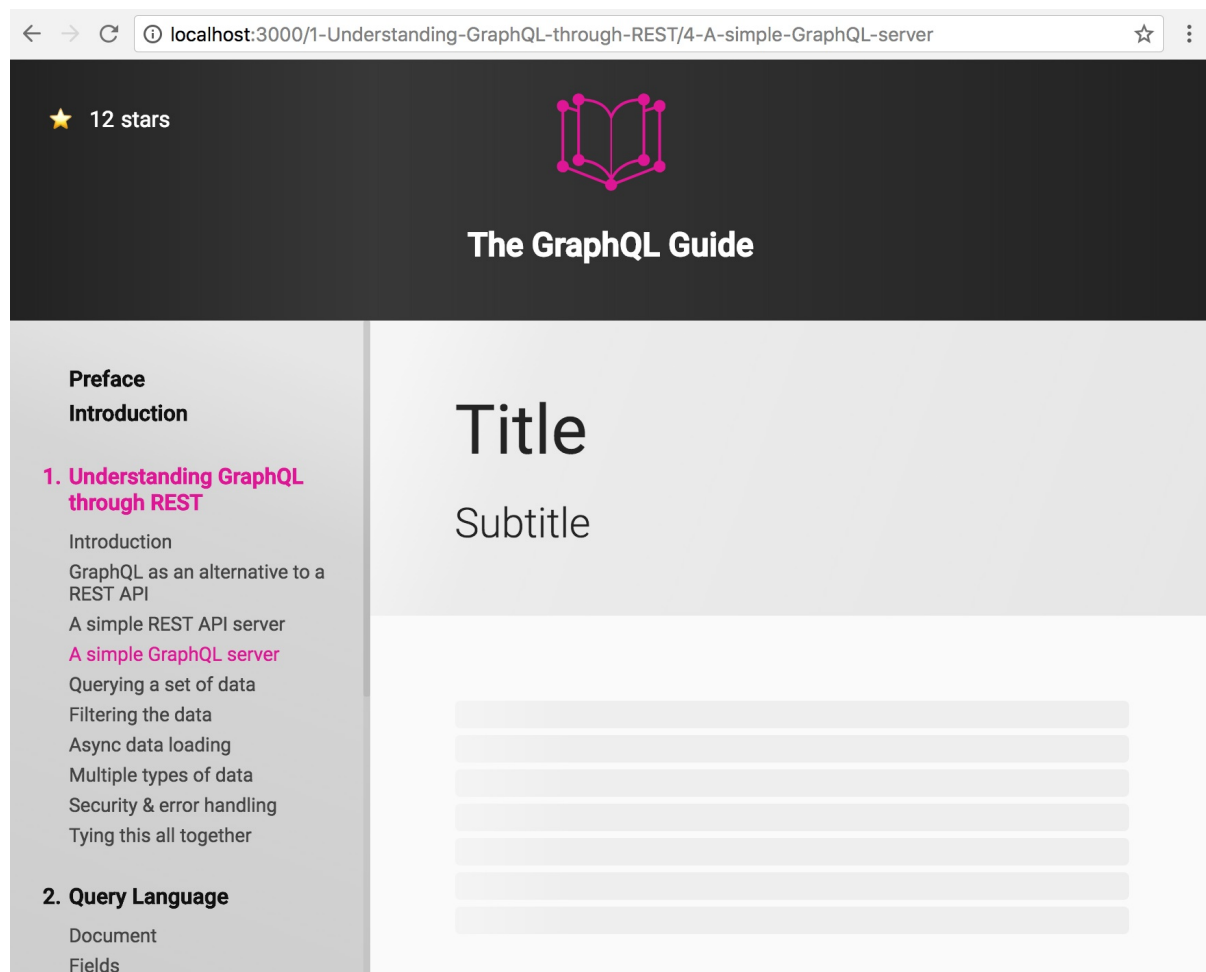 localhost:3000/1-Understanding-GraphQL-through-REST/4-A-simple-GraphQL-server
12 stars
The GraphQL Guide
Preface
Introduction
1. Understanding GraphQL
through REST
Introduction
GraphQL as an alternative to a
REST API
A simple REST API server
A simple GraphQL server
Querying a set of data
Filtering the data
Async data loading
Multiple types of data
Security & error handling
Tying this all together
2. Query Language
Document
Fields
Title
Subtitle